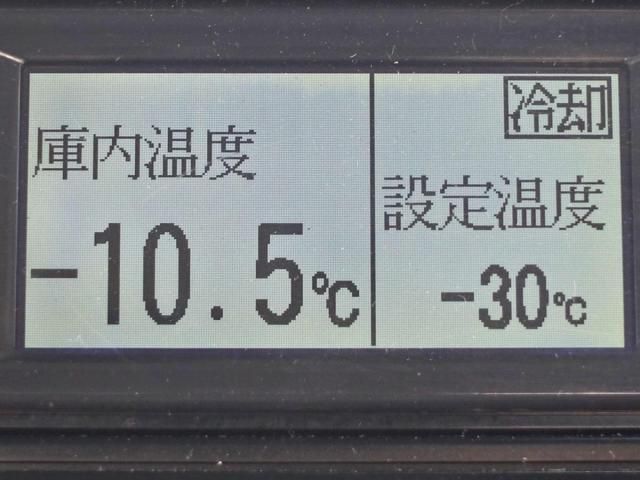 庫内温度
-10.5℃
冷却
設定温度
-30℃